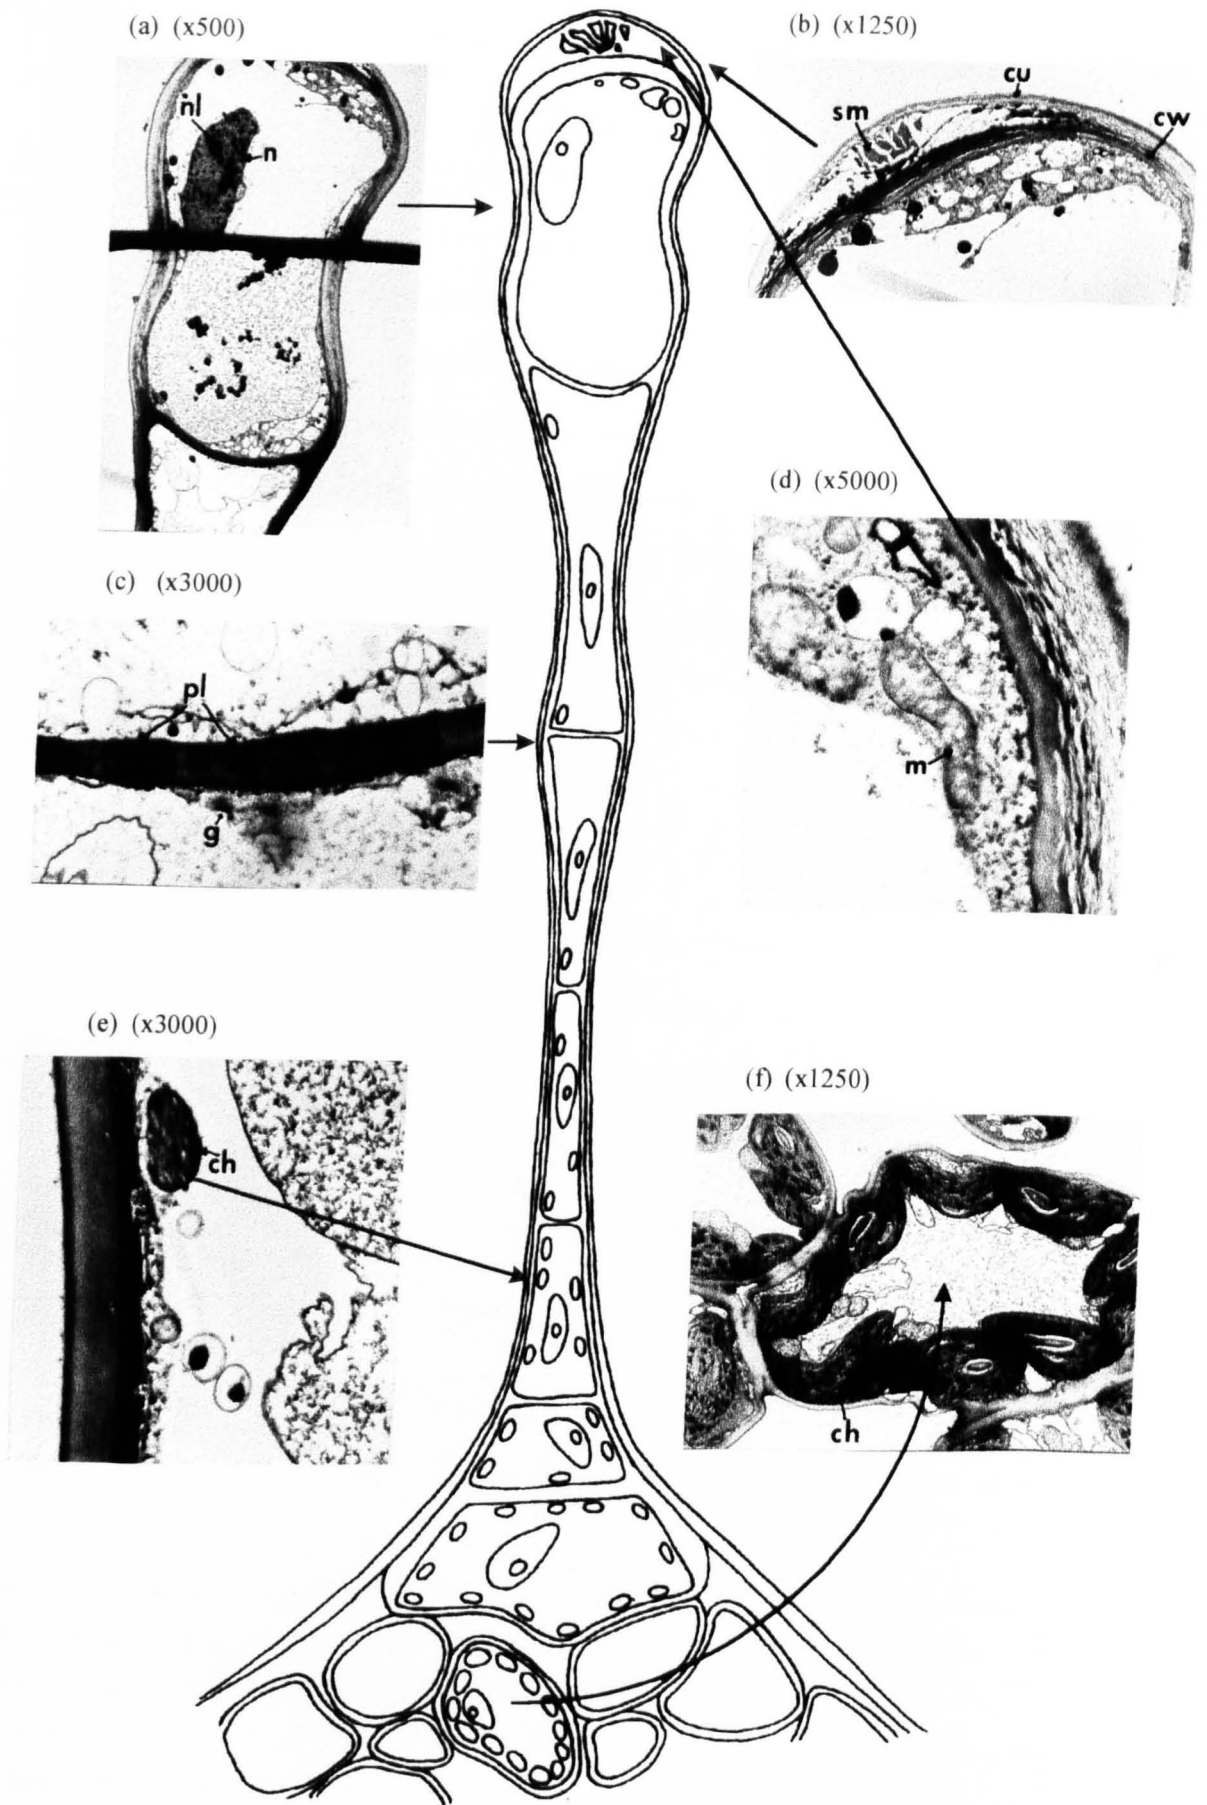 (a) (x500)
nl
n
(b) (x1250)
cu
sm
cw
(c) (x3000)
pl
g
(d) (x5000)
m
(e) (x3000)
ch
(f) (x1250)
ch